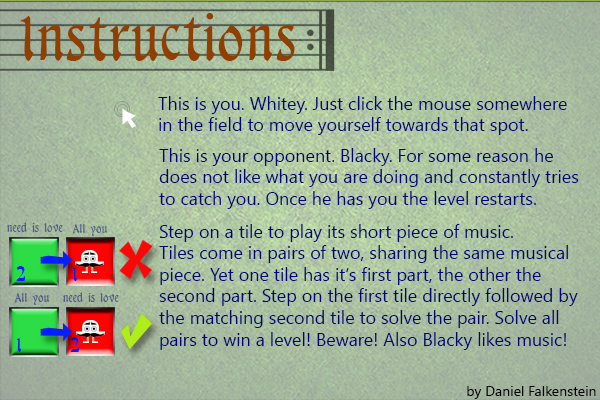 Instructions
This is you. Whitey. Just click the mouse somewhere
in the field to move yourself towards that spot.
This is your opponent. Blacky. For some reason he
does not like what you are doing and constantly tries
to catch you. Once he has you the level restarts.
Step on a tile to play its short piece of music.
Tiles come in pairs of two, sharing the same musical
piece. Yet one tile has it's first part, the other the
second part. Step on the first tile directly followed by
the matching second tile to solve the pair. Solve all
pairs to win a level! Beware! Also Blacky likes music!
need is love All you
2 1
All you need is love
1 2
by Daniel Falkenstein